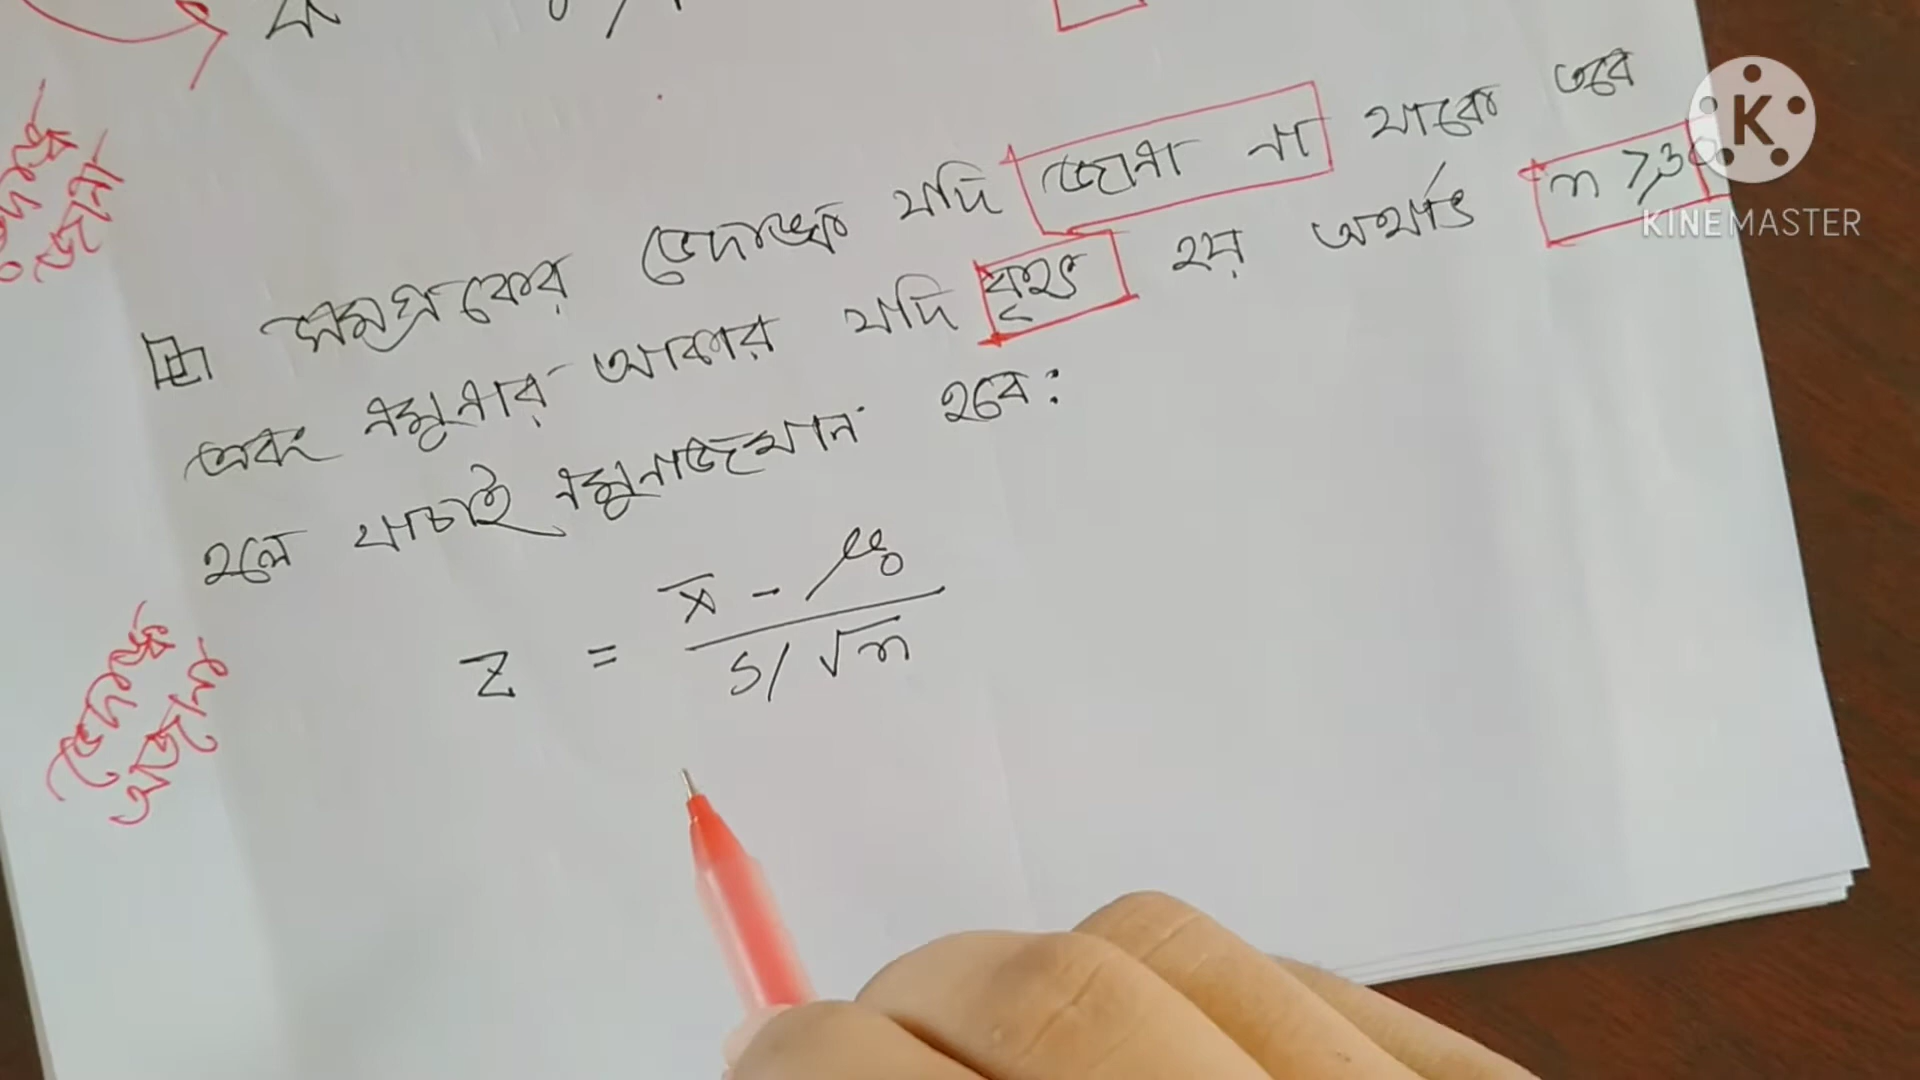 সমগ্রকের ভেদাঙ্ক যদি জানা না থাকে তবে
এবং নমুনার আকার যদি বৃহৎ হয় অর্থাৎ n ≥ 30
হলে যাচাই নমুনাজমান হবে:
Z = x̄ - μ₀ / s/√n
K
KINEMASTER